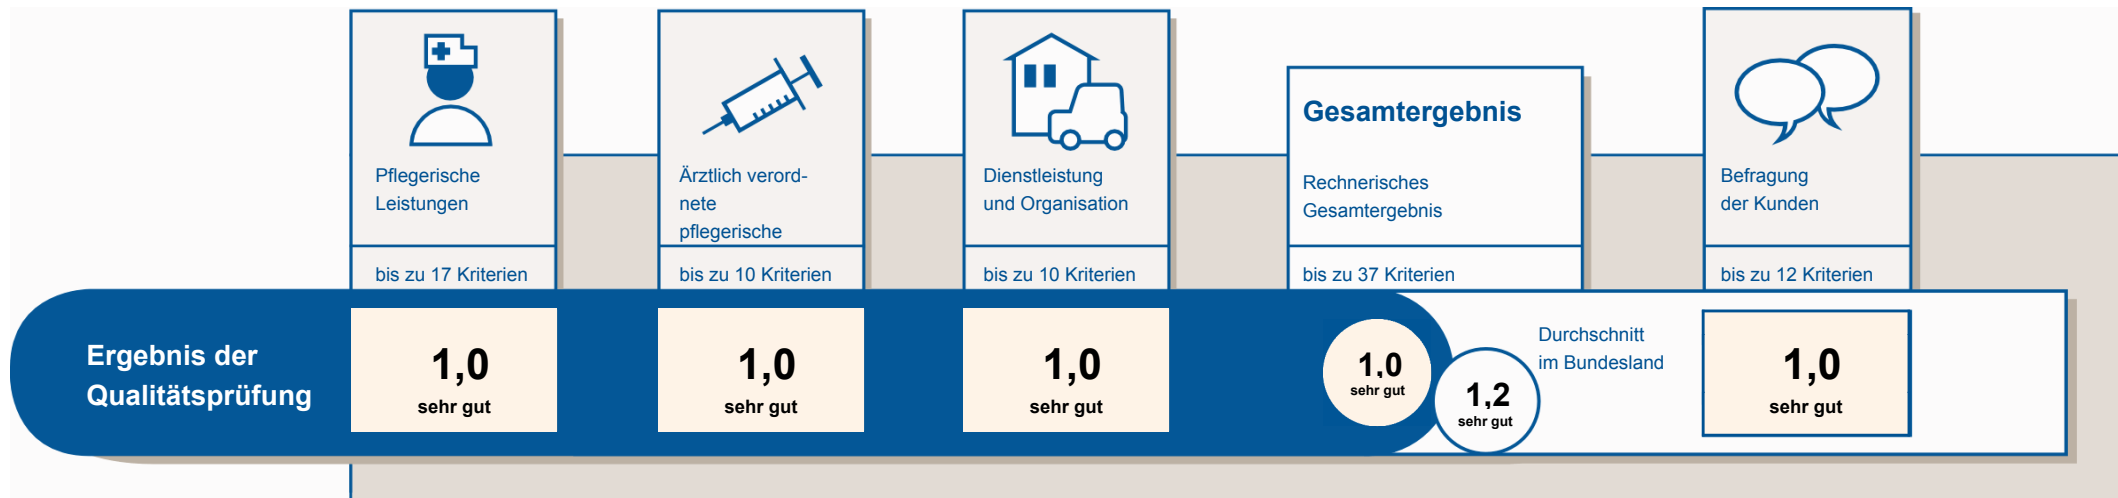 Pflegerische
Leistungen
bis zu 17 Kriterien
Ärztlich verord-
nete
pflegerische
bis zu 10 Kriterien
Dienstleistung
und Organisation
bis zu 10 Kriterien
Gesamtergebnis
Rechnerisches
Gesamtergebnis
bis zu 37 Kriterien
Befragung
der Kunden
bis zu 12 Kriterien
Ergebnis der
Qualitätsprüfung
1,0
sehr gut
1,0
sehr gut
1,0
sehr gut
1,0
sehr gut
1,2
sehr gut
Durchschnitt
im Bundesland
1,0
sehr gut